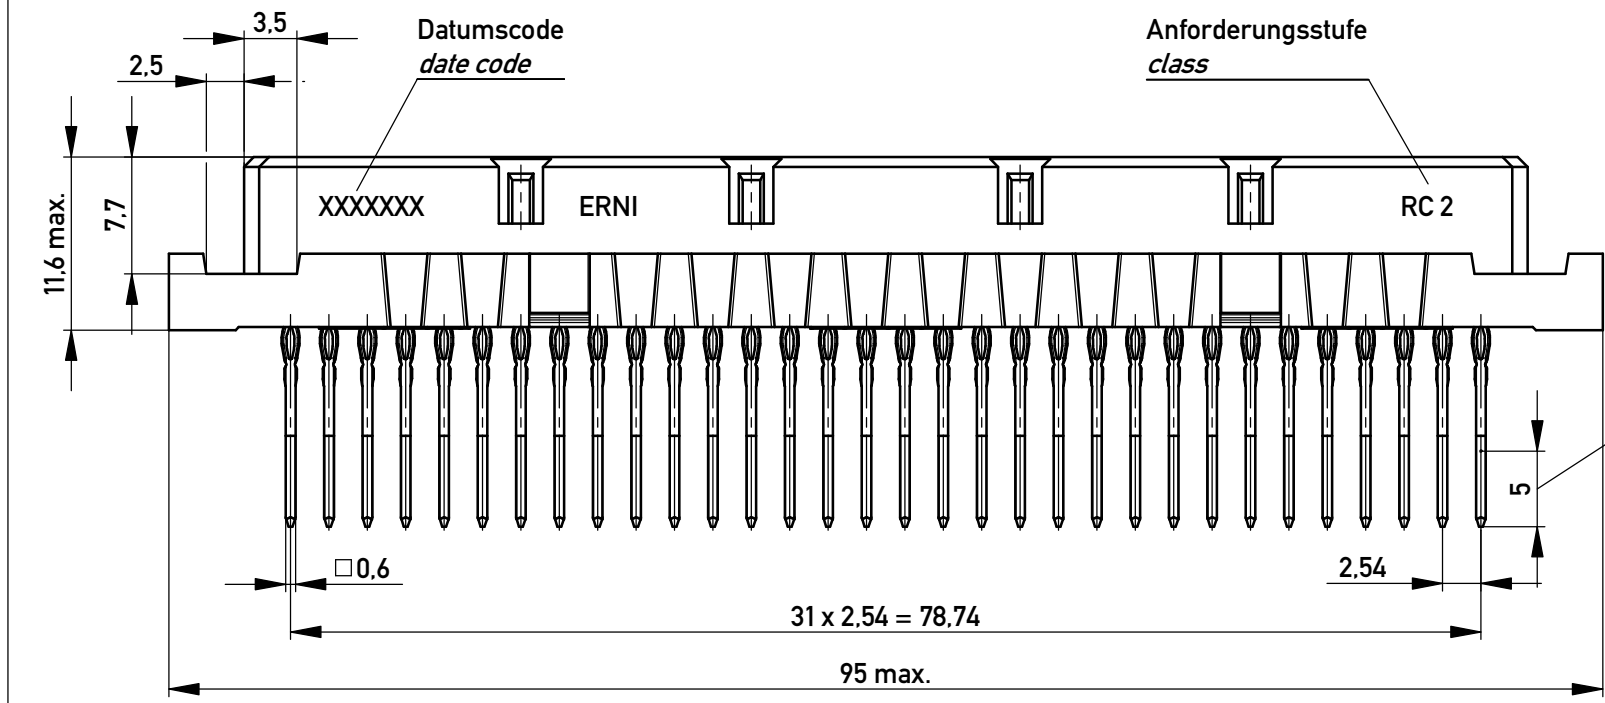 3,5
Datumscode
date code
Anforderungsstufe
class
2,5
11,6 max.
7,7
XXXXXXX
ERNI
RC 2
5
□0,6
2,54
31 x 2,54 = 78,74
95 max.